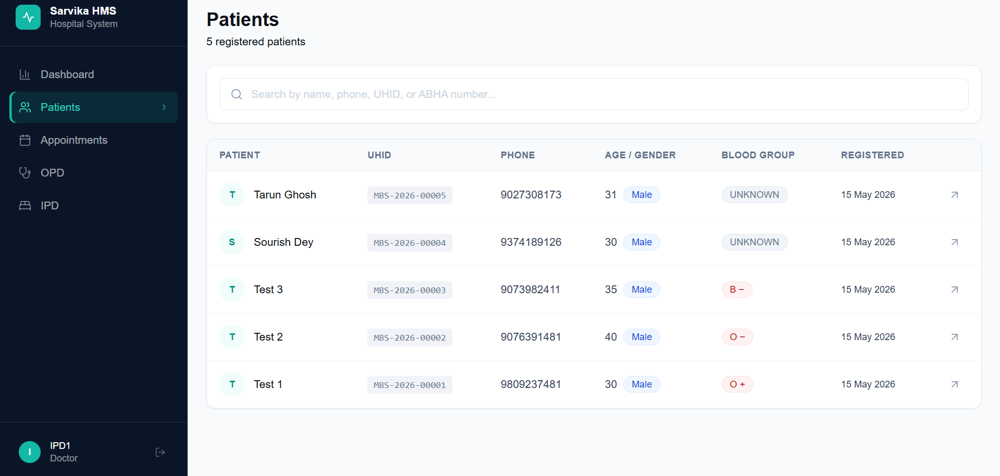 Sarvika HMS
Hospital System
Dashboard
Patients
Appointments
OPD
IPD
I
IPD1
Doctor
Patients
5 registered patients
Search by name, phone, UHID, or ABHA number...
PATIENT UHID PHONE AGE / GENDER BLOOD GROUP REGISTERED
T Tarun Ghosh MBS-2026-00005 9027308173 31 Male UNKNOWN 15 May 2026
S Sourish Dey MBS-2026-00004 9374189126 30 Male UNKNOWN 15 May 2026
T Test 3 MBS-2026-00003 9073982411 35 Male B − 15 May 2026
T Test 2 MBS-2026-00002 9076391481 40 Male O − 15 May 2026
T Test 1 MBS-2026-00001 9809237481 30 Male O + 15 May 2026